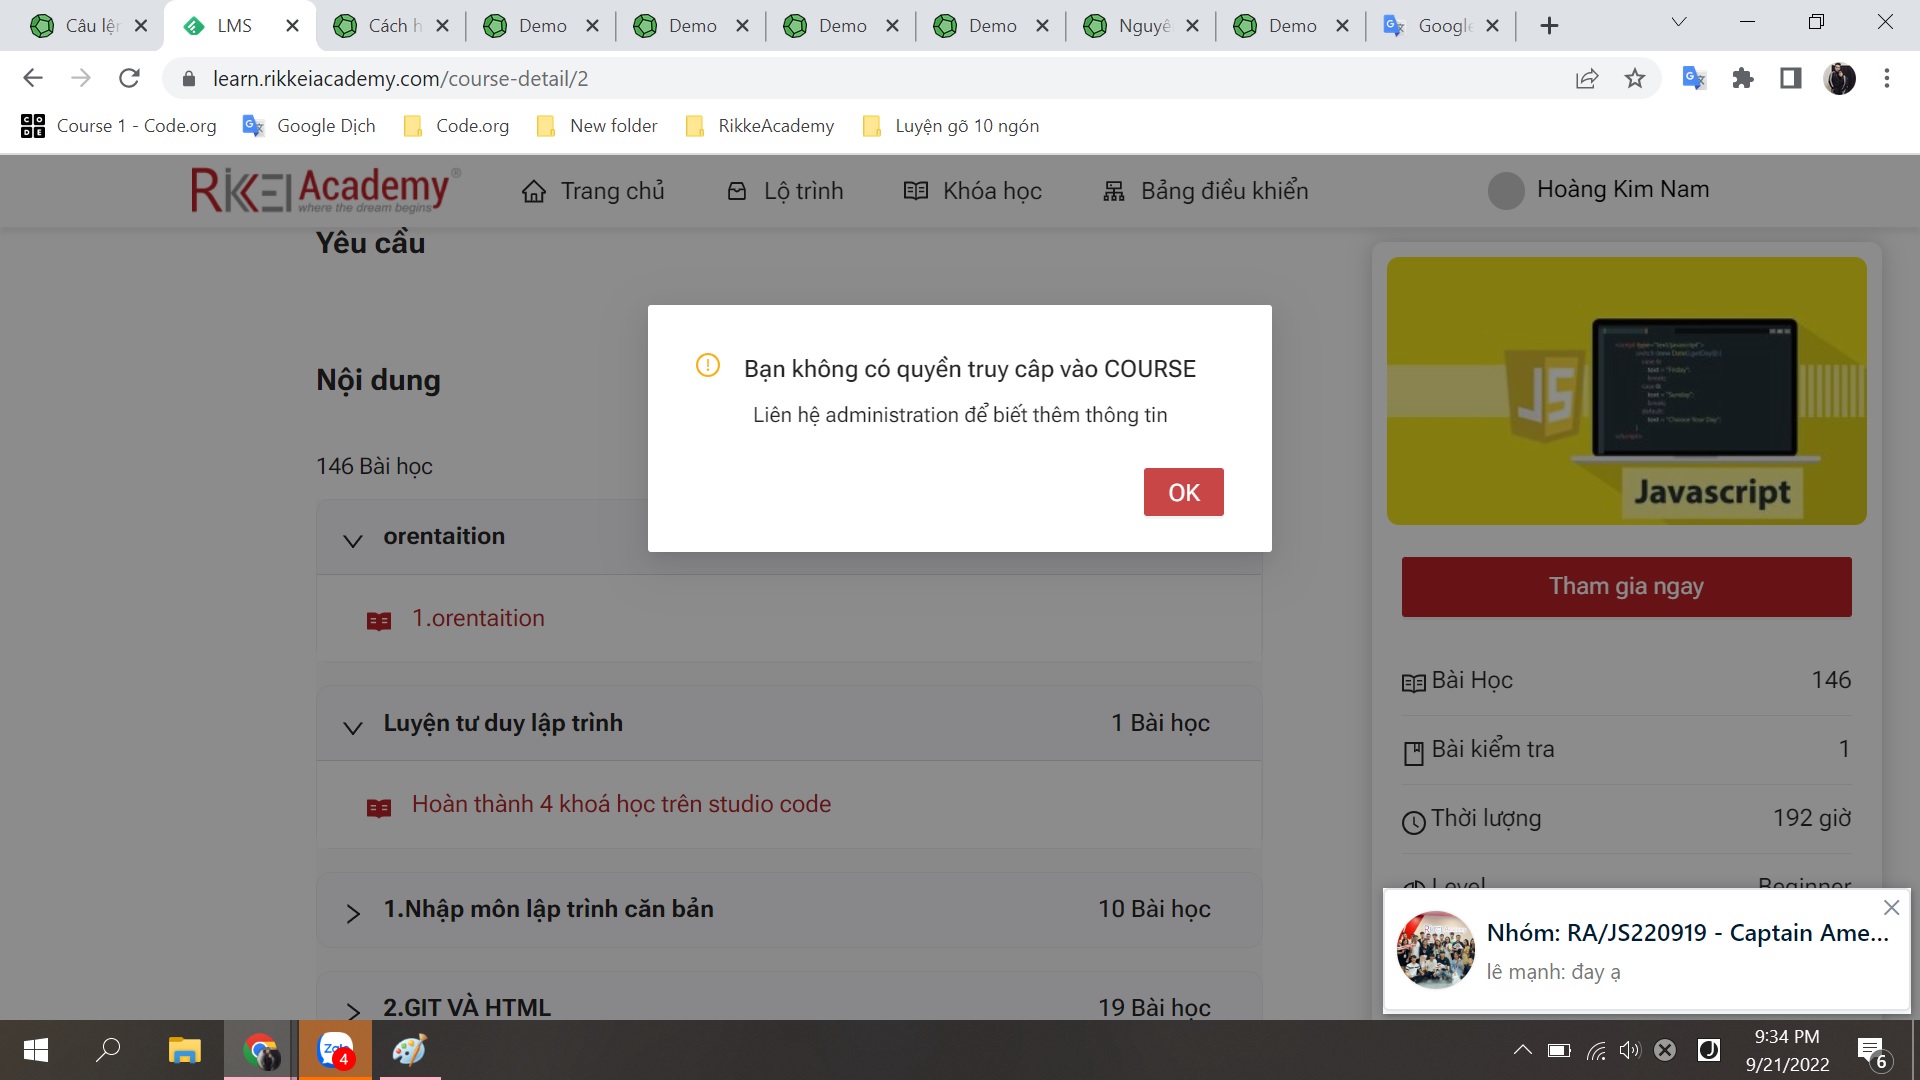 Câu lện
LMS
Cách h
Demo
Demo
Demo
Demo
Nguyê
Demo
Google
learn.rikkeiacademy.com/course-detail/2
Course 1 - Code.org
Google Dịch
Code.org
New folder
RikkeAcademy
Luyện gõ 10 ngón
RIKKEI Academy®
where the dream begins
Trang chủ
Lộ trình
Khóa học
Bảng điều khiển
Hoàng Kim Nam
Yêu cầu
Nội dung
146 Bài học
orentaition
1.orentaition
Luyện tư duy lập trình
1 Bài học
Hoàn thành 4 khoá học trên studio code
1.Nhập môn lập trình căn bản
10 Bài học
2.GIT VÀ HTML
19 Bài học
Bạn không có quyền truy câp vào COURSE
Liên hệ administration để biết thêm thông tin
OK
JS
Javascript
Tham gia ngay
Bài Học
146
Bài kiểm tra
1
Thời lượng
192 giờ
Level
Beginner
Nhóm: RA/JS220919 - Captain Ame...
lê mạnh: đay ạ
Zalo
4
9:34 PM
9/21/2022
6